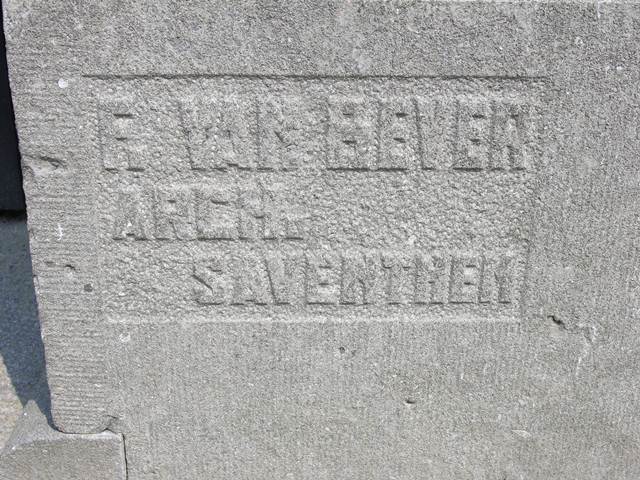 F. VAN BEVER
ARCH.
SAVENTHEM